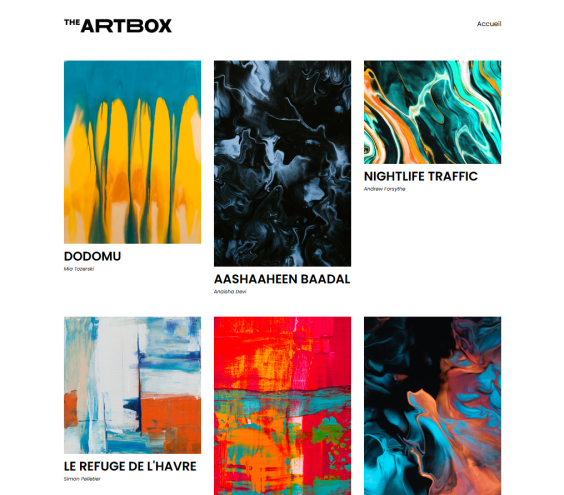 THE ARTBOX
Accueil
DODOMU
Mia Tozerski
AASHAAHEEN BAADAL
Anaisha Devi
NIGHTLIFE TRAFFIC
Andrew Forsythe
LE REFUGE DE L'HAVRE
Simon Pelletier